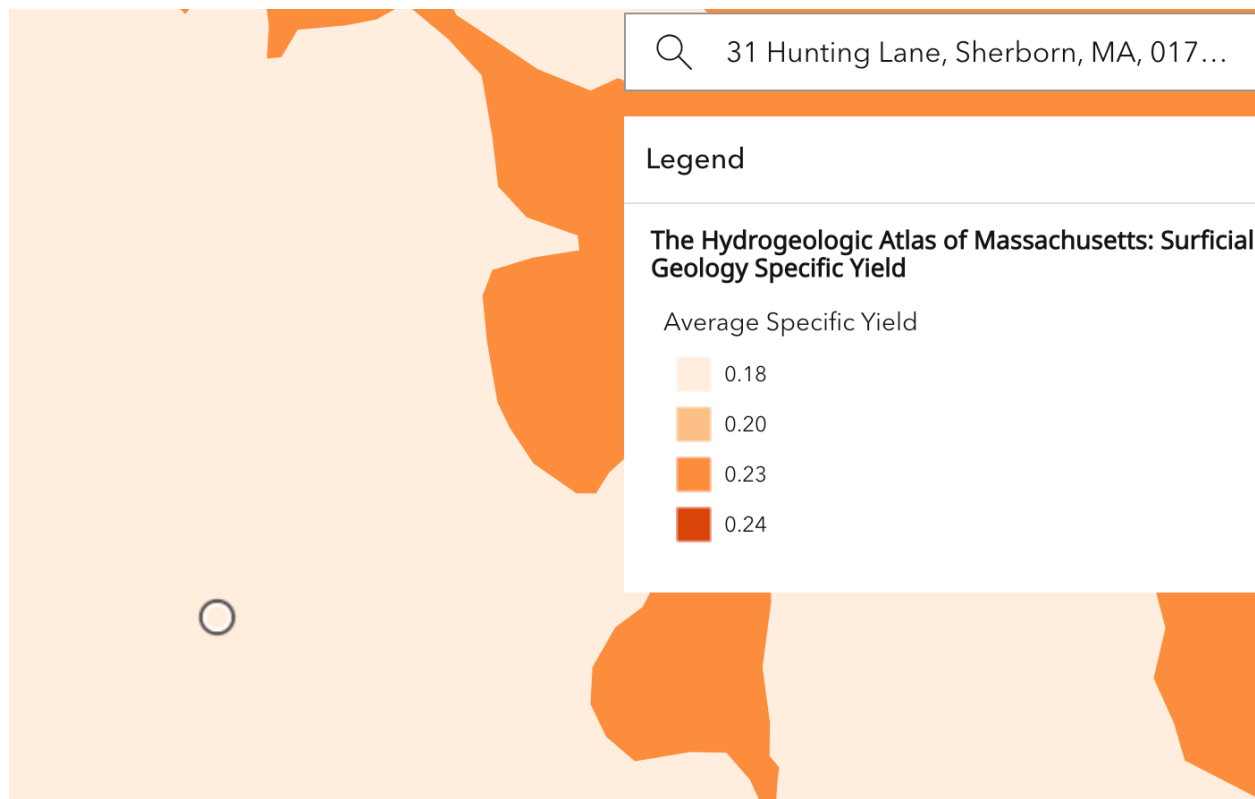 31 Hunting Lane, Sherborn, MA, 017...
Legend
The Hydrogeologic Atlas of Massachusetts: Surficial
Geology Specific Yield
Average Specific Yield
0.18
0.20
0.23
0.24